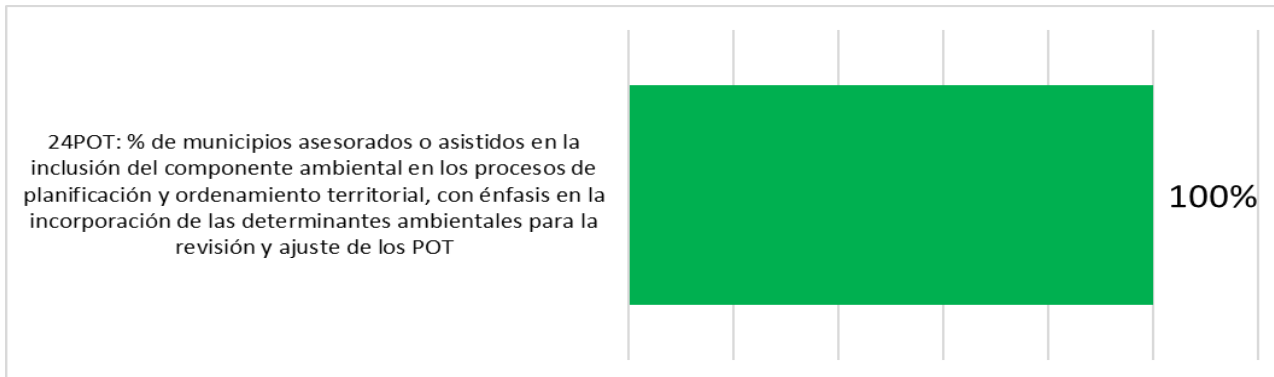 24POT: % de municipios asesorados o asistidos en la
inclusión del componente ambiental en los procesos de
planificación y ordenamiento territorial, con énfasis en la
incorporación de las determinantes ambientales para la
revisión y ajuste de los POT
100%